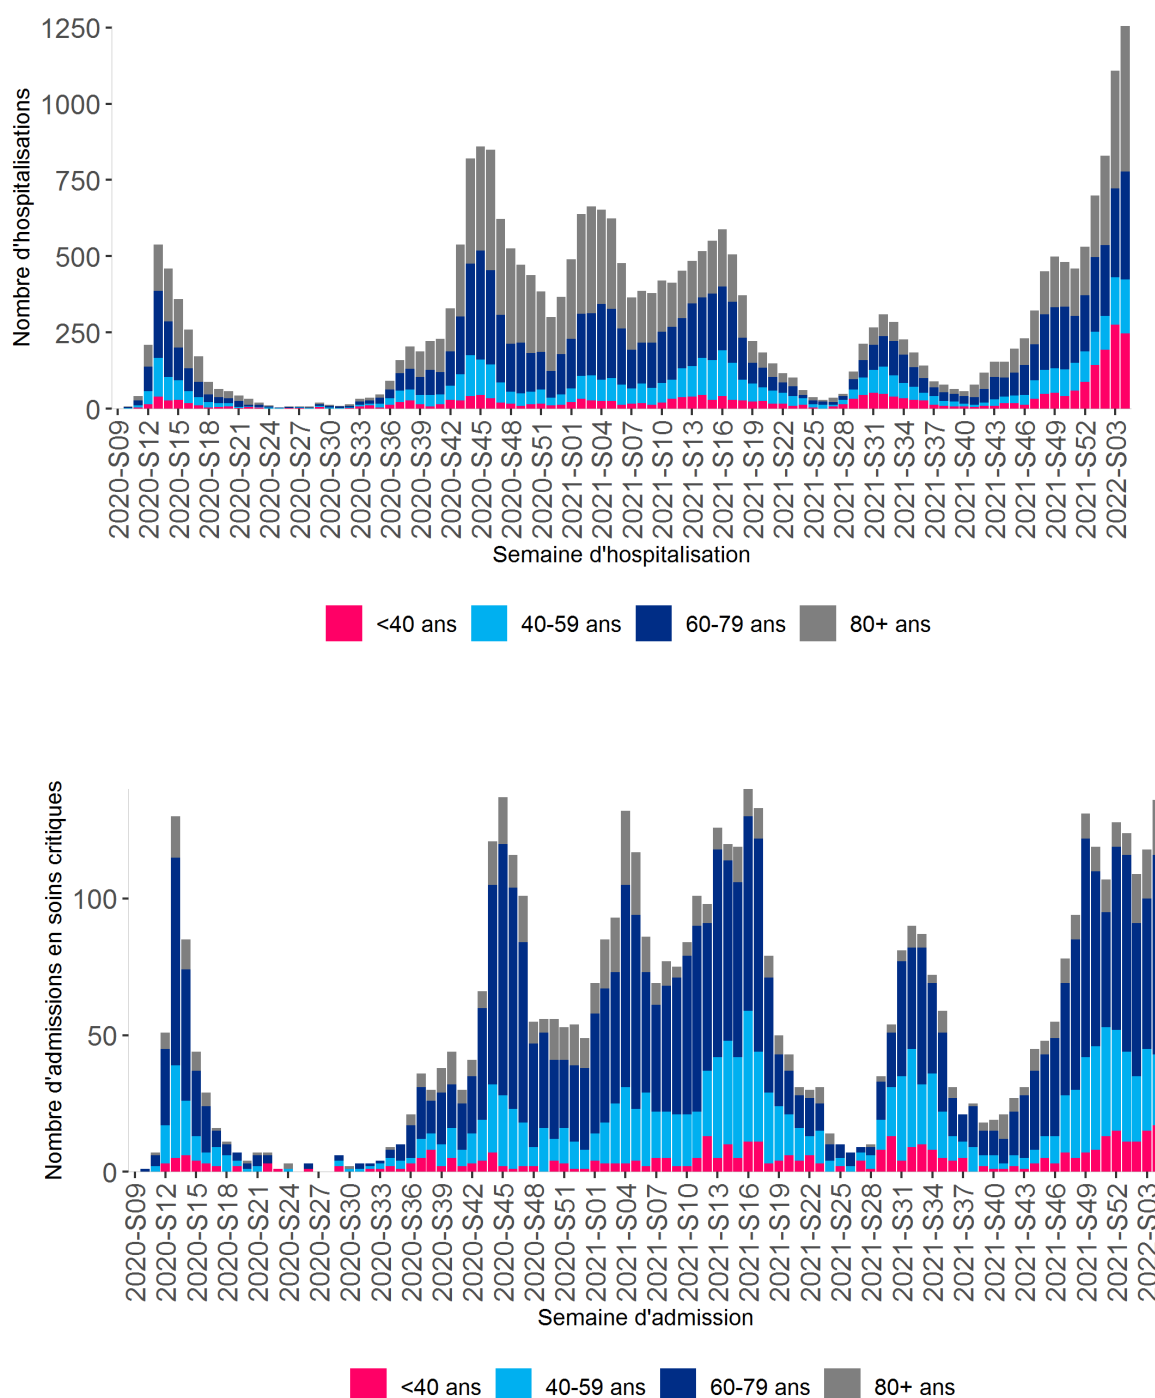 1250
1000
750
500
250
0
Nombre d'hospitalisations
2020-S09
2020-S12
2020-S15
2020-S18
2020-S21
2020-S24
2020-S27
2020-S30
2020-S33
2020-S36
2020-S39
2020-S42
2020-S45
2020-S48
2020-S51
2021-S01
2021-S04
2021-S07
2021-S10
2021-S13
2021-S16
2021-S19
2021-S22
2021-S25
2021-S28
2021-S31
2021-S34
2021-S37
2021-S40
2021-S43
2021-S46
2021-S49
2021-S52
2022-S03
Semaine d'hospitalisation
<40 ans 40-59 ans 60-79 ans 80+ ans
100
50
0
Nombre d'admissions en soins critiques
2020-S09
2020-S12
2020-S15
2020-S18
2020-S21
2020-S24
2020-S27
2020-S30
2020-S33
2020-S36
2020-S39
2020-S42
2020-S45
2020-S48
2020-S51
2021-S01
2021-S04
2021-S07
2021-S10
2021-S13
2021-S16
2021-S19
2021-S22
2021-S25
2021-S28
2021-S31
2021-S34
2021-S37
2021-S40
2021-S43
2021-S46
2021-S49
2021-S52
2022-S03
Semaine d'admission
<40 ans 40-59 ans 60-79 ans 80+ ans